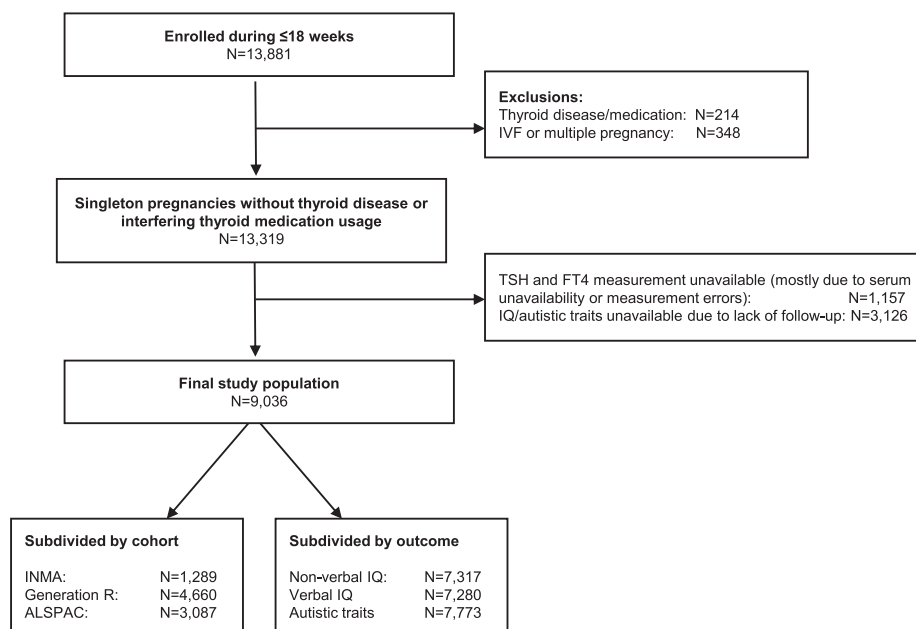 Enrolled during ≤18 weeks
N=13,881
Exclusions:
Thyroid disease/medication: N=214
IVF or multiple pregnancy: N=348
Singleton pregnancies without thyroid disease or
interfering thyroid medication usage
N=13,319
TSH and FT4 measurement unavailable (mostly due to serum
unavailability or measurement errors): N=1,157
IQ/autistic traits unavailable due to lack of follow-up: N=3,126
Final study population
N=9,036
Subdivided by cohort
INMA: N=1,289
Generation R: N=4,660
ALSPAC: N=3,087
Subdivided by outcome
Non-verbal IQ: N=7,317
Verbal IQ N=7,280
Autistic traits N=7,773